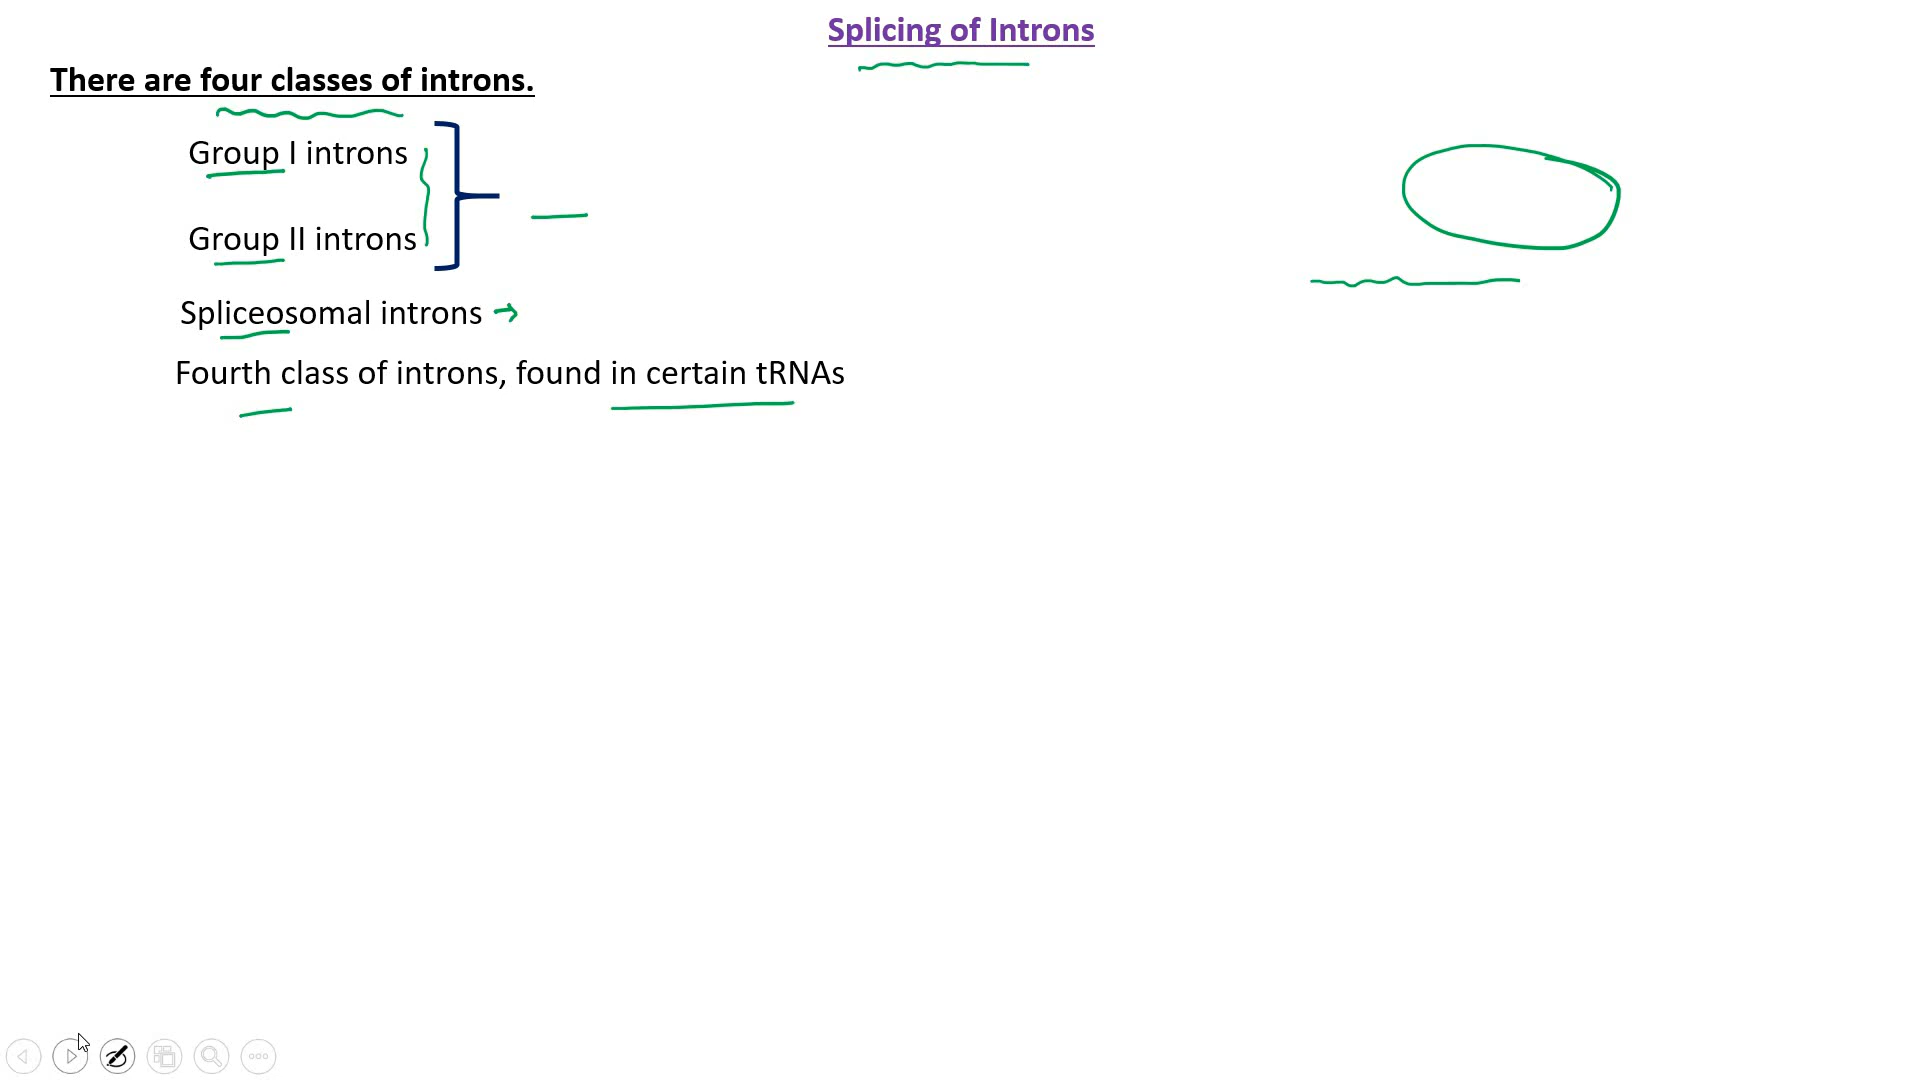 Splicing of Introns
There are four classes of introns.
Group I introns
Group II introns
Spliceosomal introns
Fourth class of introns, found in certain tRNAs